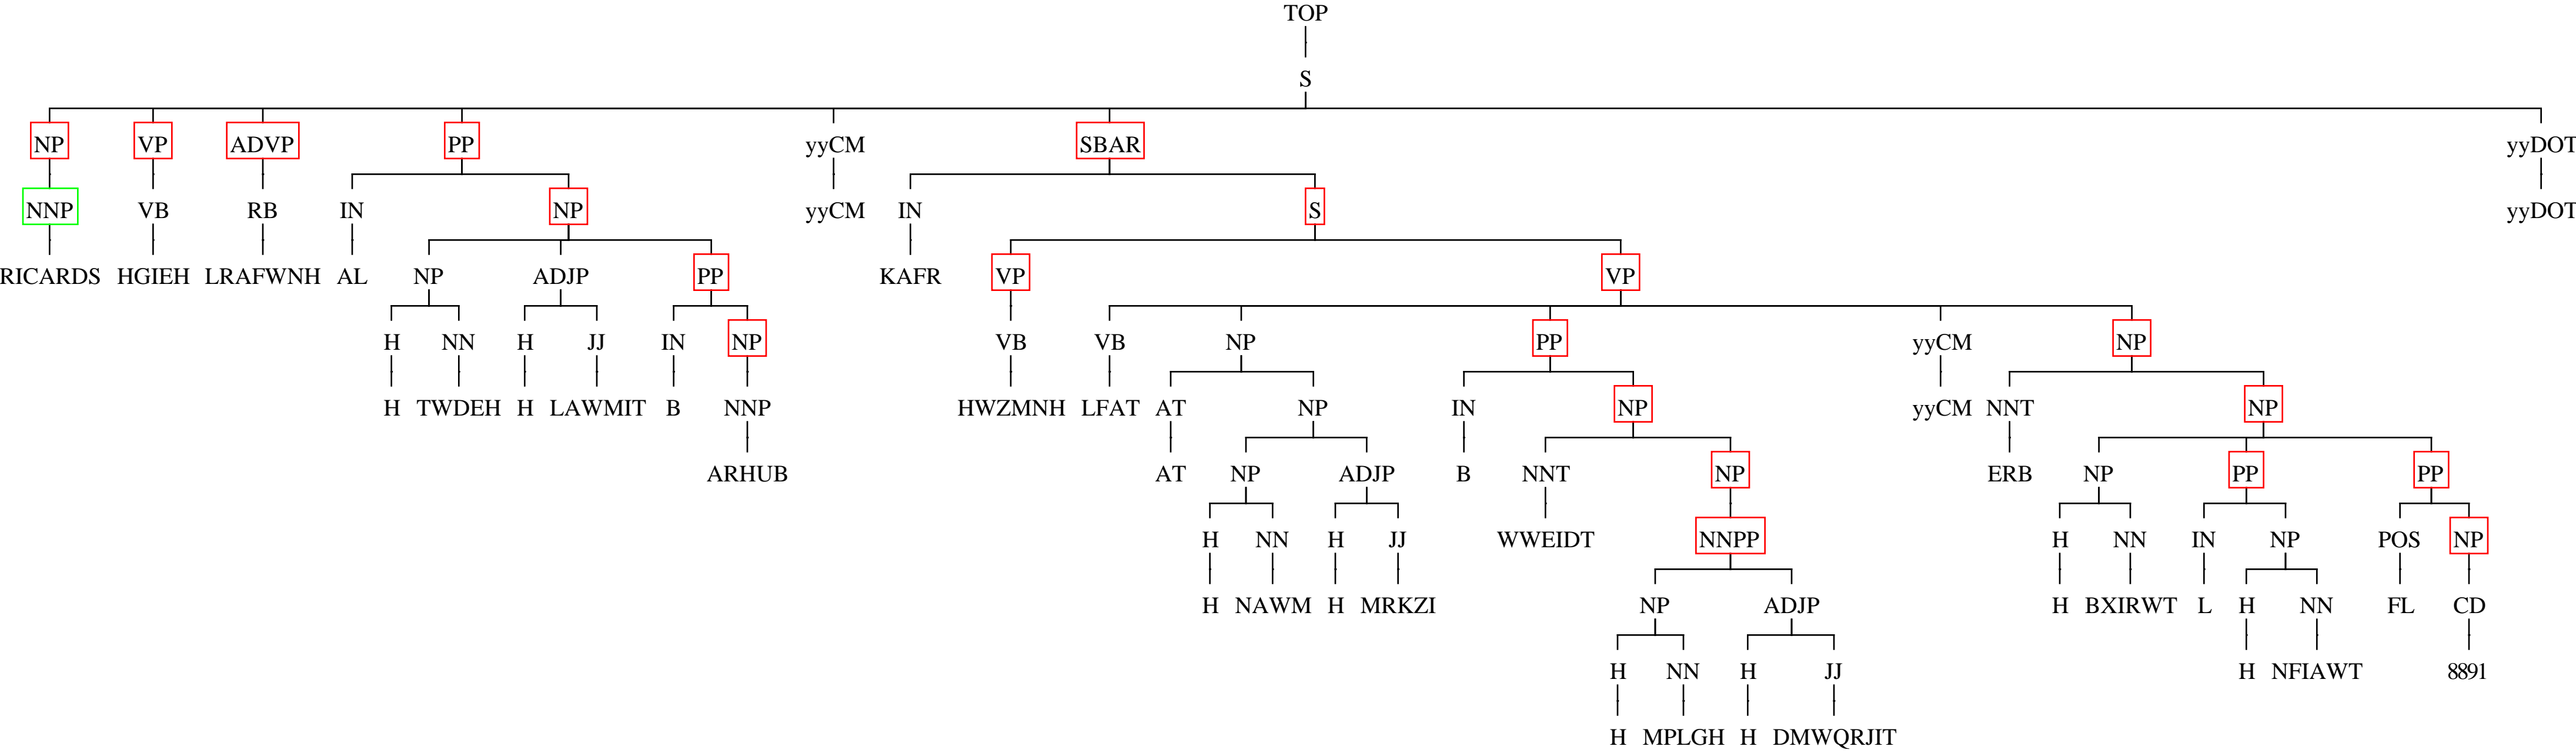 TOP
S
NP VP ADVP PP yyCM SBAR yyDOT
NNP VB RB IN NP yyCM IN S yyDOT
RICARDS HGIEH LRAFWNH AL NP ADJP PP KAFR VP VP
H NN H JJ IN NP VB VB NP PP yyCM NP
H TWDEH H LAWMIT B NNP HWZMNH LFAT AT NP IN NP yyCM NNT NP
ARHUB AT NP ADJP B NNT NP ERB NP PP PP
H NN H JJ WWEIDT NNPP H NN IN NP POS NP
H NAWM H MRKZI NP ADJP H BXIRWT L H NN FL CD
H NN H JJ H NFIAWT 8891
H MPLGH H DMWQRJIT